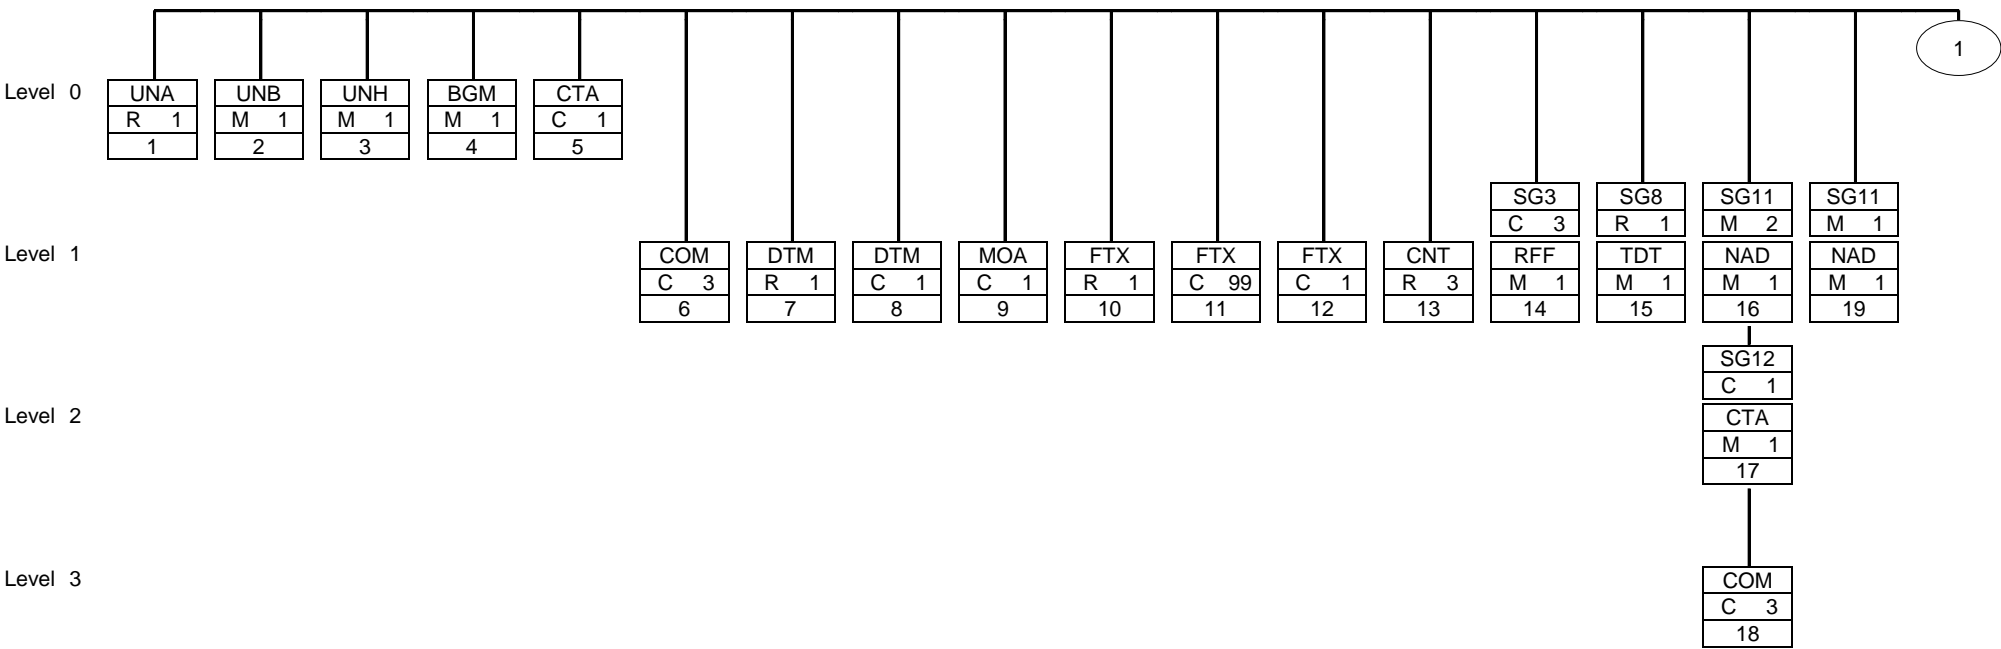 1
Level 0
UNA
R 1
1
UNB
M 1
2
UNH
M 1
3
BGM
M 1
4
CTA
C 1
5
Level 1
COM
C 3
6
DTM
R 1
7
DTM
C 1
8
MOA
C 1
9
FTX
R 1
10
FTX
C 99
11
FTX
C 1
12
CNT
R 3
13
SG3
C 3
RFF
M 1
14
SG8
R 1
TDT
M 1
15
SG11
M 2
NAD
M 1
16
SG11
M 1
NAD
M 1
19
Level 2
SG12
C 1
CTA
M 1
17
Level 3
COM
C 3
18